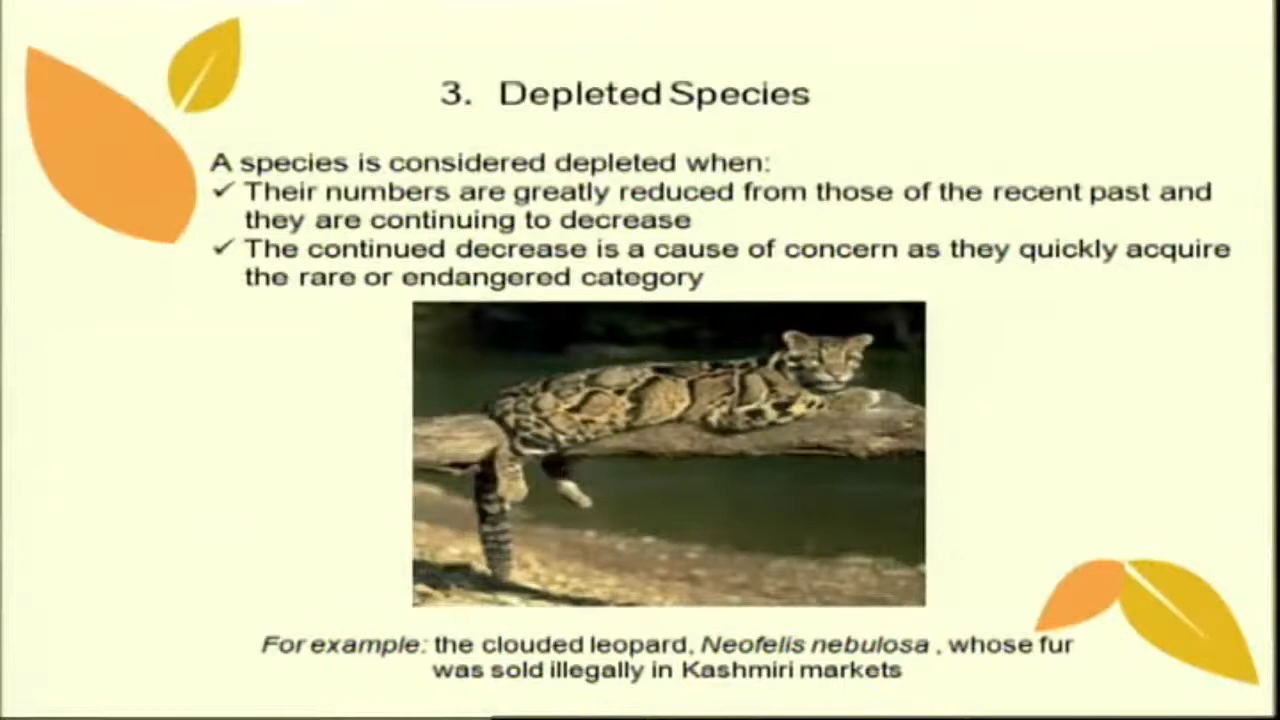 3. Depleted Species
A species is considered depleted when:
✓ Their numbers are greatly reduced from those of the recent past and
they are continuing to decrease
✓ The continued decrease is a cause of concern as they quickly acquire
the rare or endangered category
For example: the clouded leopard, Neofelis nebulosa , whose fur
was sold illegally in Kashmiri markets